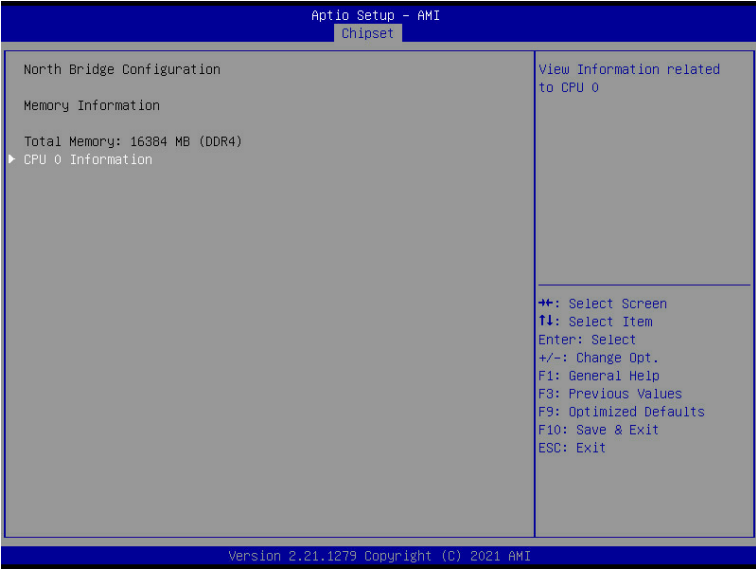 Aptio Setup – AMI
Chipset
North Bridge Configuration
Memory Information
Total Memory: 16384 MB (DDR4)
CPU 0 Information
View Information related
to CPU 0
→←: Select Screen
↑↓: Select Item
Enter: Select
+/-: Change Opt.
F1: General Help
F3: Previous Values
F9: Optimized Defaults
F10: Save & Exit
ESC: Exit
Version 2.21.1279 Copyright (C) 2021 AMI